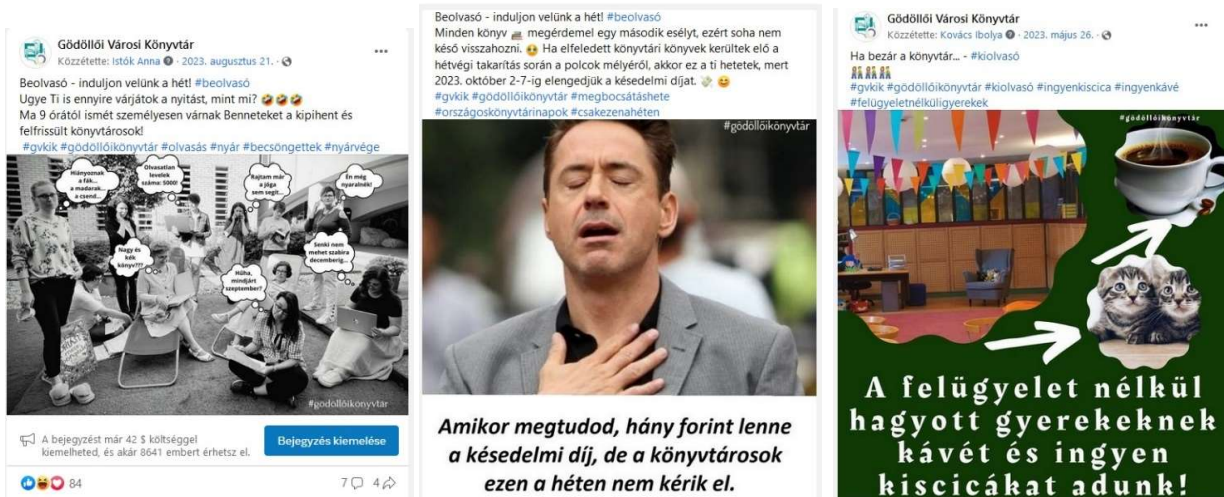 Gödöllői Városi Könyvtár
Közzétette: Istók Anna · 2023. augusztus 21. ·
Beolvasó - induljon velünk a hét! #beolvasó
Ugye Ti is ennyire várjátok a nyitást, mint mi?
Ma 9 órától ismét személyesen várnak Benneteket a kipihent és
felfrissült könyvtárosok!
#gvkik #gödöllőikönyvtár #olvasás #nyár #becsöngettek #nyárvége
Hiányoznak
a fák...
a madarak...
a csend...
Olvasatlan
levelek
száma: 5000!
Rajtam már
a jóga
sem segít...
Én még
nyaralnék!
Nagy és
kék
könyv???
Hűha,
mindjárt
szeptember?
Senki nem
mehet szabira
decemberig...
#gödöllőikönyvtár
A bejegyzést már 42 $ költséggel
kiemelheted, és akár 8641 embert érhetsz el.
Bejegyzés kiemelése
84
7
4
Beolvasó - induljon velünk a hét! #beolvasó
Minden könyv megérdemel egy második esélyt, ezért soha nem
késő visszahozni. Ha elfeledett könyvtári könyvek kerültek elő a
hétvégi takarítás során a polcok mélyéről, akkor ez a ti hetetek, mert
2023. október 2-7-ig elengedjük a késedelmi díjat.
#gvkik #gödöllőikönyvtár #megbocsátáshete
#országoskönyvtárinapok #csakezenahéten
#gödöllőikönyvtár
Amikor megtudod, hány forint lenne
a késedelmi díj, de a könyvtárosok
ezen a héten nem kérik el.
Gödöllői Városi Könyvtár
Közzétette: Kovács Ibolya · 2023. május 26. ·
Ha bezár a könyvtár... - #kiolvasó
#gvkik #gödöllőikönyvtár #kiolvasó #ingyenkiscica #ingyenkávé
#felügyeletnélküligyerekek
#gödöllőikönyvtár
A felügyelet nélkül
hagyott gyerekeknek
kávét és ingyen
kiscicákat adunk!